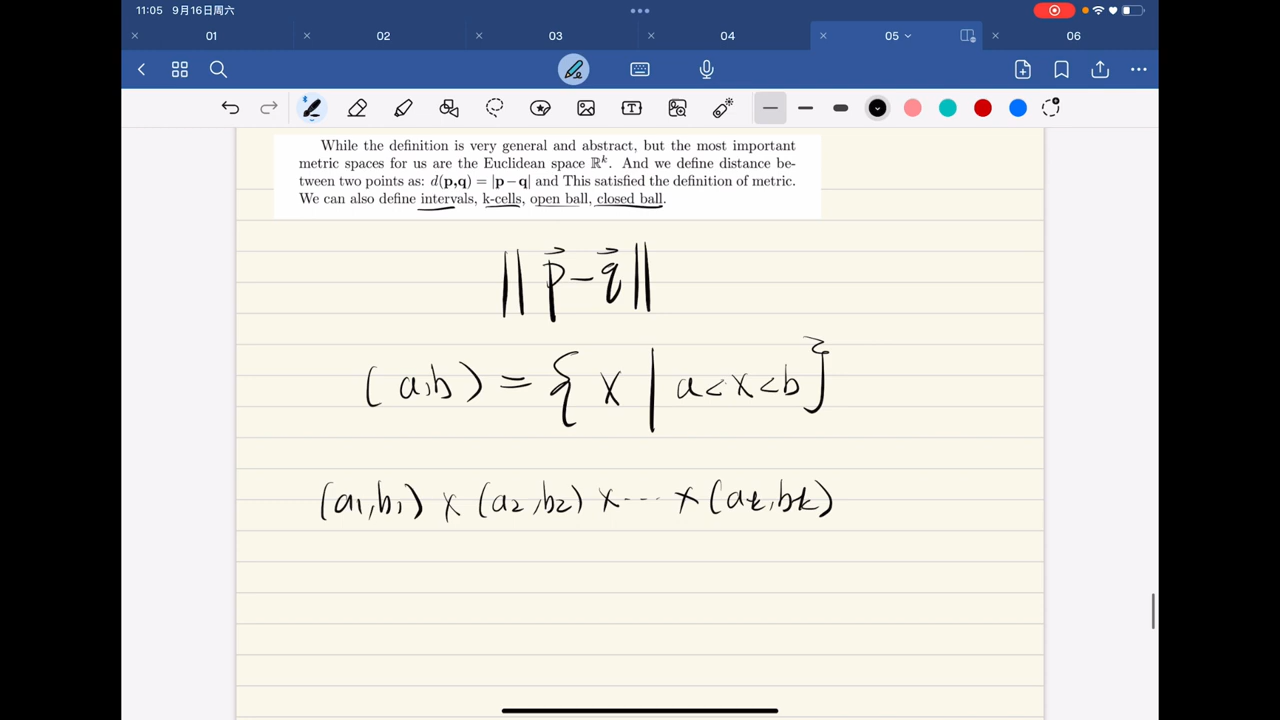 11:05 9月16日周六
01 02 03 04 05 06
While the definition is very general and abstract, but the most important
metric spaces for us are the Euclidean space ℝᵏ. And we define distance be-
tween two points as: d(p,q) = |p−q| and This satisfied the definition of metric.
We can also define intervals, k-cells, open ball, closed ball.
‖p⃗−q⃗‖
(a,b) = {x | a<x<b}
(a₁,b₁) × (a₂,b₂) × ⋯ × (aₖ,bₖ)